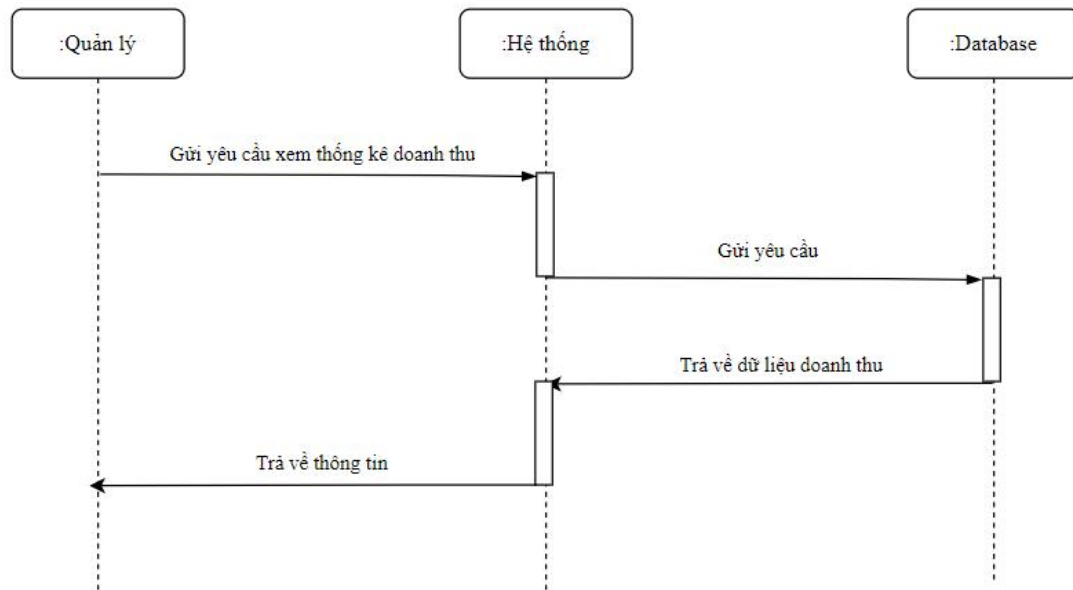 :Quản lý
:Hệ thống
:Database
Gửi yêu cầu xem thống kê doanh thu
Gửi yêu cầu
Trả về dữ liệu doanh thu
Trả về thông tin